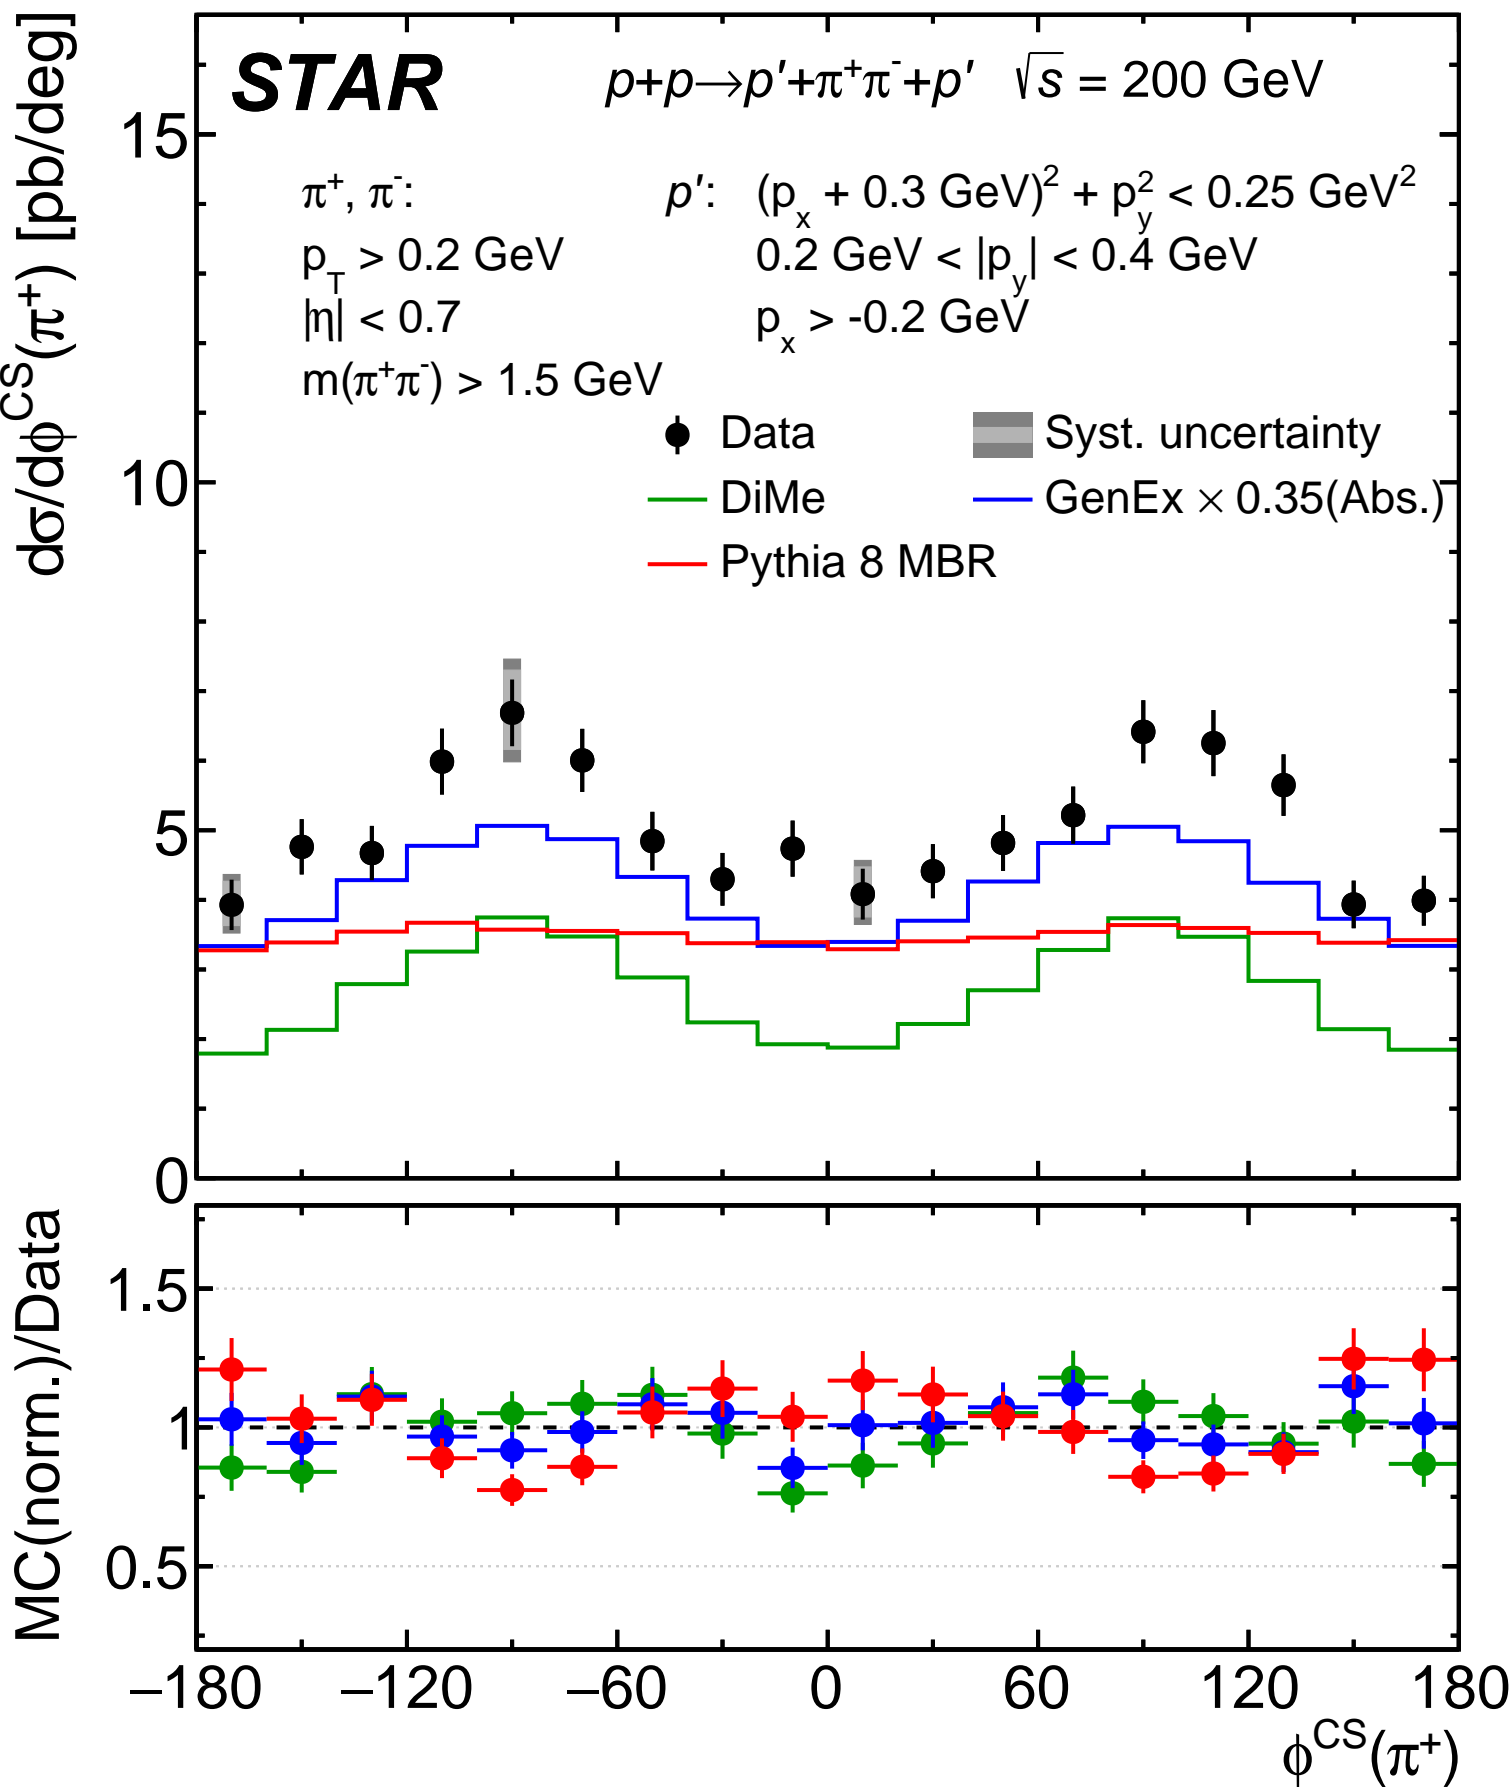 STAR p+p→p′+π⁺π⁻+p′ √s = 200 GeV
π⁺, π⁻: p′: (pₓ + 0.3 GeV)² + p_y² < 0.25 GeV²
p_T > 0.2 GeV 0.2 GeV < |p_y| < 0.4 GeV
|η| < 0.7 pₓ > -0.2 GeV
m(π⁺π⁻) > 1.5 GeV
Data Syst. uncertainty
DiMe GenEx × 0.35(Abs.)
Pythia 8 MBR
dσ/dϕ^CS(π⁺) [pb/deg]
15
10
5
0
MC(norm.)/Data
1.5
1
0.5
−180 −120 −60 0 60 120 180
ϕ^CS(π⁺)